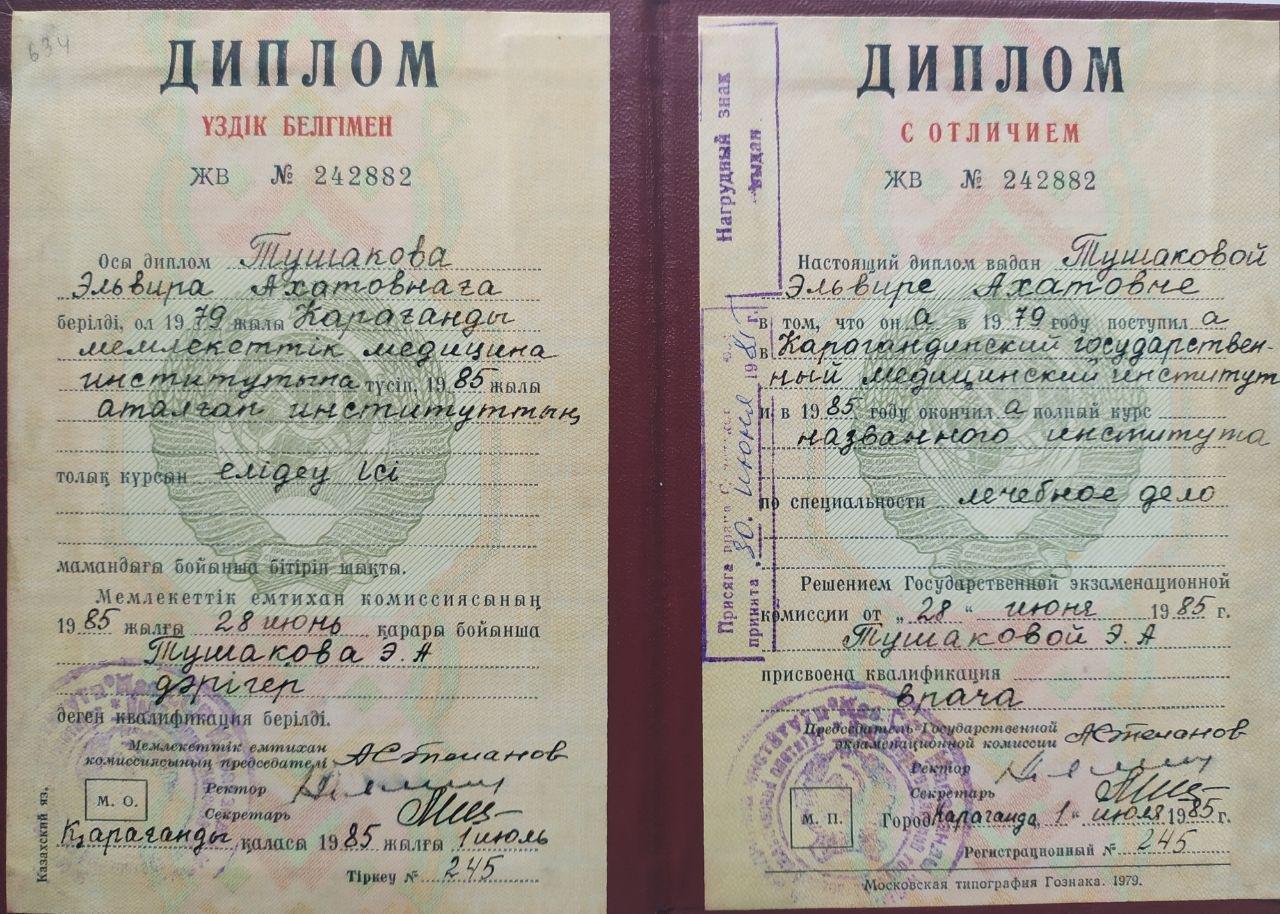 634
ДИПЛОМ
ҮЗДІК БЕЛГІМЕН
ЖВ № 242882
Осы диплом Тушакова
Эльвира Ахатовнаға
берілді, ол 1979 жылы Қарағанды
мемлекеттік медицина
институтына түсіп, 1985 жылы
аталған институттың
толық курсын емдеу ісі
мамандығы бойынша бітіріп шықты.
Мемлекеттік емтихан комиссиясының
1985 жылғы 28 июнь қарары бойынша
Тушакова Э. А
дәрігер
деген квалификация берілді.
Мемлекеттік емтихан
комиссиясының председателі АСтепанов
Ректор
Секретарь
М. О.
Қарағанды қаласы 1985 жылғы 1 июль
Тіркеу № 245
Казахский яз.
ДИПЛОМ
С ОТЛИЧИЕМ
ЖВ № 242882
Нагрудный знак
выдан
Настоящий диплом выдан Тушаковой
Эльвире Ахатовне
в том, что он а в 1979 году поступил а
в Карагандинский государствен-
ный медицинский институт
и в 1985 году окончил а полный курс
названного института
по специальности лечебное дело
Присяга врача
принята „30. июня 1985 г.
Решением Государственной экзаменационной
комиссии от „28“ июня 1985 г.
Тушаковой Э. А
присвоена квалификация
врача
Председатель Государственной
экзаменационной комиссии АСтепанов
Ректор
Секретарь
М. П.
Город Караганда, 1“ июля 1985 г.
Регистрационный № 245
Московская типография Гознака. 1979.